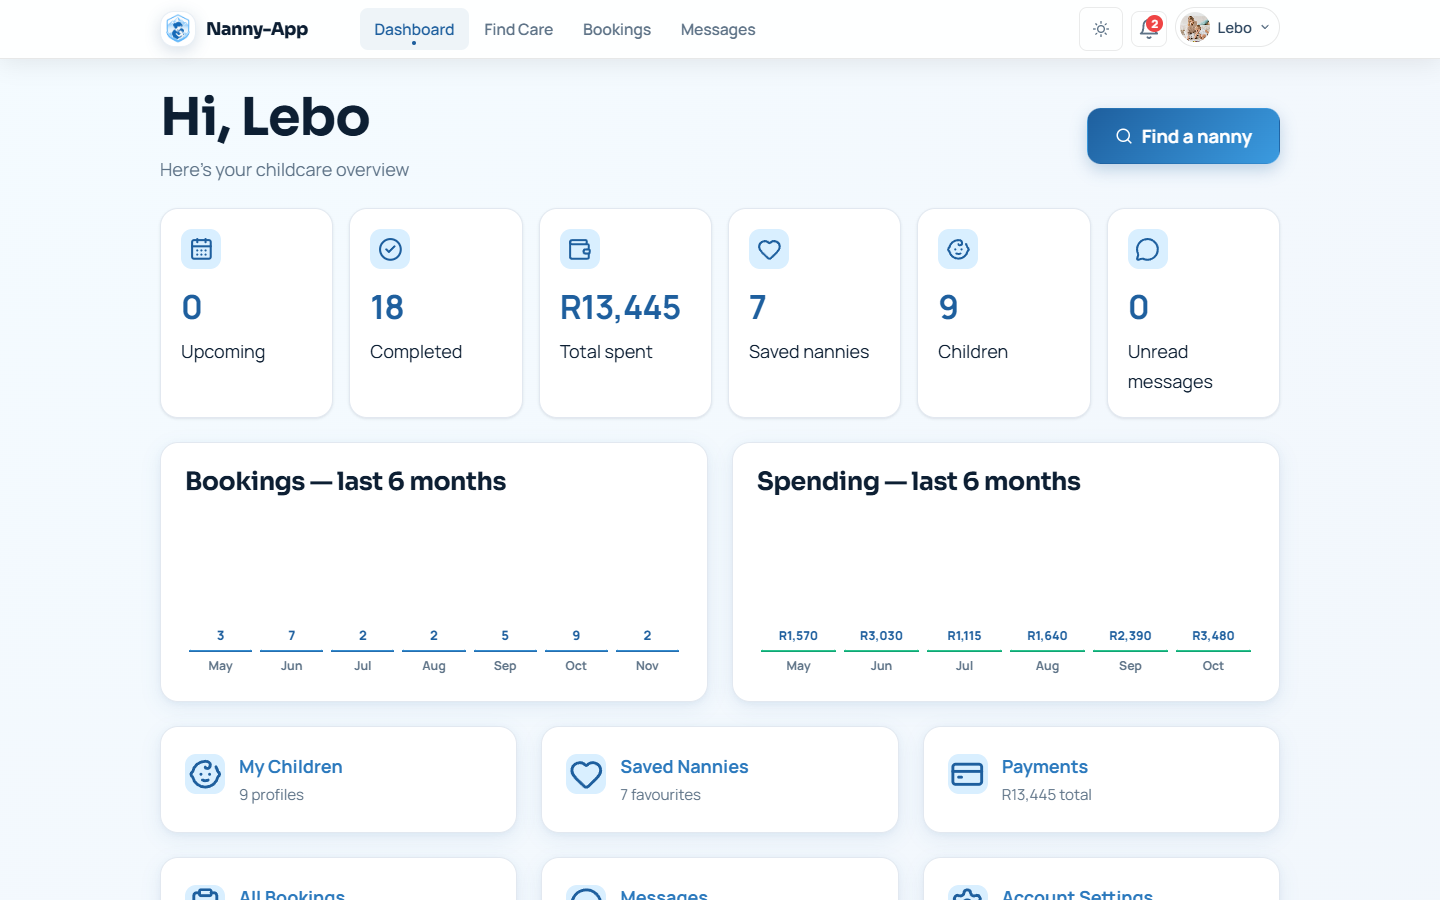 Nanny-App
Dashboard
Find Care
Bookings
Messages
2
Lebo
Hi, Lebo
Here's your childcare overview
Find a nanny
0
Upcoming
18
Completed
R13,445
Total spent
7
Saved nannies
9
Children
0
Unread
messages
Bookings — last 6 months
3 7 2 2 5 9 2
May Jun Jul Aug Sep Oct Nov
Spending — last 6 months
R1,570 R3,030 R1,115 R1,640 R2,390 R3,480
May Jun Jul Aug Sep Oct
My Children
9 profiles
Saved Nannies
7 favourites
Payments
R13,445 total
All Bookings
Messages
Account Settings